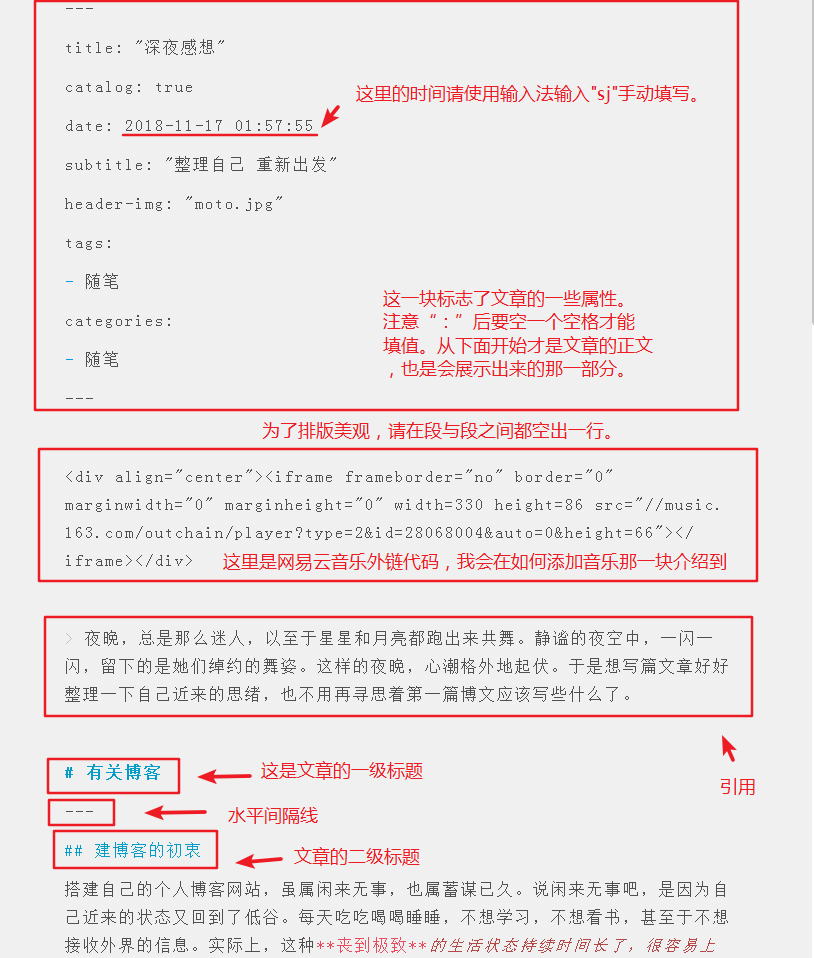 ---
title: "深夜感想"
catalog: true
这里的时间请使用输入法输入"sj"手动填写。
date: 2018-11-17 01:57:55
subtitle: "整理自己 重新出发"
header-img: "moto.jpg"
tags:
- 随笔
这一块标志了文章的一些属性。
注意“：”后要空一个空格才能
填值。从下面开始才是文章的正文
，也是会展示出来的那一部分。
categories:
- 随笔
---
为了排版美观，请在段与段之间都空出一行。
<div align="center"><iframe frameborder="no" border="0"
marginwidth="0" marginheight="0" width=330 height=86 src="//music.
163.com/outchain/player?type=2&id=28068004&auto=0&height=66"></
iframe></div>
这里是网易云音乐外链代码，我会在如何添加音乐那一块介绍到
> 夜晚，总是那么迷人，以至于星星和月亮都跑出来共舞。静谧的夜空中，一闪一
闪，留下的是她们绰约的舞姿。这样的夜晚，心潮格外地起伏。于是想写篇文章好好
整理一下自己近来的思绪，也不用再寻思着第一篇博文应该写些什么了。
引用
# 有关博客
这是文章的一级标题
---
水平间隔线
## 建博客的初衷
文章的二级标题
搭建自己的个人博客网站，虽属闲来无事，也属蓄谋已久。说闲来无事吧，是因为自
己近来的状态又回到了低谷。每天吃吃喝喝睡睡，不想学习，不想看书，甚至于不想
接收外界的信息。实际上，这种**丧到极致**的生活状态持续时间长了，很容易上